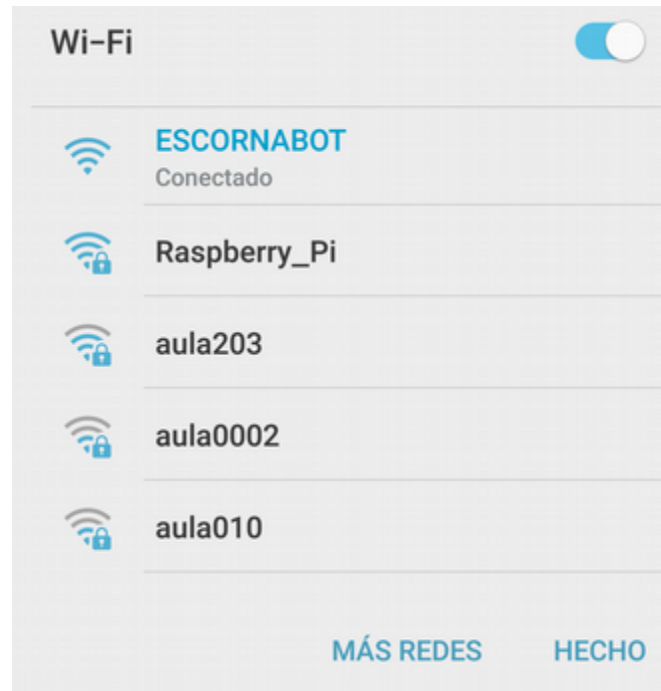 Wi-Fi
ESCORNABOT
Conectado
Raspberry_Pi
aula203
aula0002
aula010
MÁS REDES HECHO